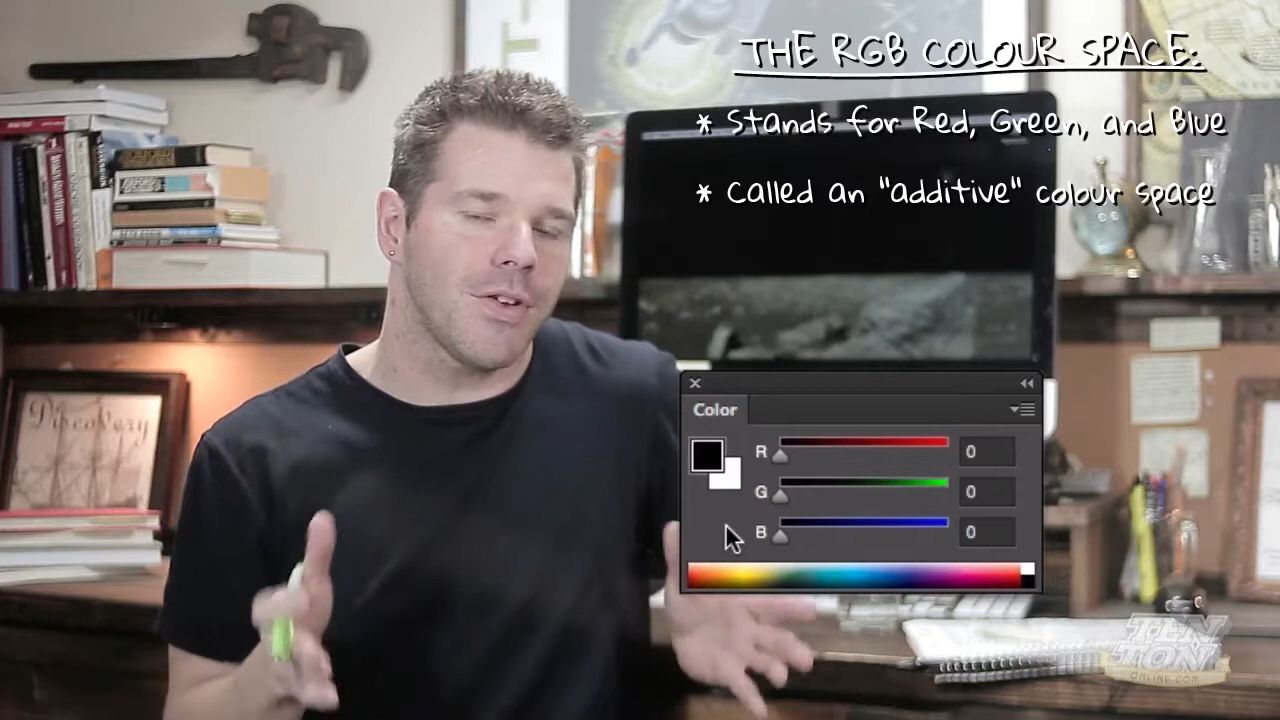 THE RGB COLOUR SPACE:
* Stands for Red, Green, and Blue
* Called an "additive" colour space
Discovery
Color
R 0
G 0
B 0
TEN
TON
ONLINE.COM